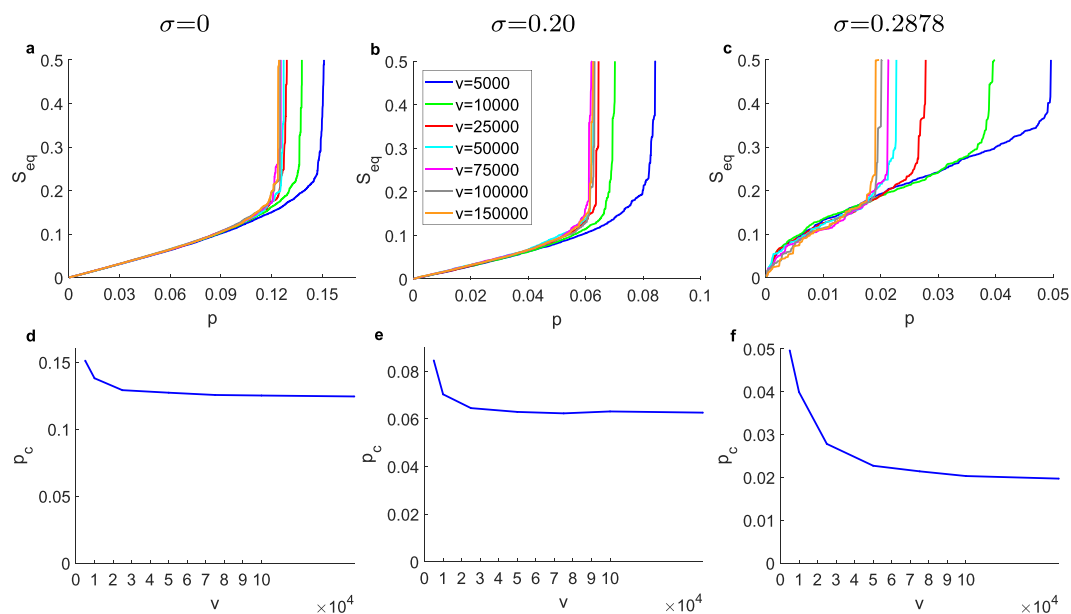 σ=0
σ=0.20
σ=0.2878
a
0.5
0.4
0.3
0.2
0.1
0
S_eq
0 0.03 0.06 0.09 0.12 0.15
p
b
0.5
0.4
0.3
0.2
0.1
0
S_eq
v=5000
v=10000
v=25000
v=50000
v=75000
v=100000
v=150000
0 0.02 0.04 0.06 0.08 0.1
p
c
0.5
0.4
0.3
0.2
0.1
0
S_eq
0 0.01 0.02 0.03 0.04 0.05
p
d
0.15
0.1
0.05
0
p_c
0 1 2 3 4 5 6 7 8 9 10
v
×10^4
e
0.08
0.06
0.04
0.02
0
p_c
0 1 2 3 4 5 6 7 8 9 10
v
×10^4
f
0.05
0.04
0.03
0.02
0.01
0
p_c
0 1 2 3 4 5 6 7 8 9 10
v
×10^4